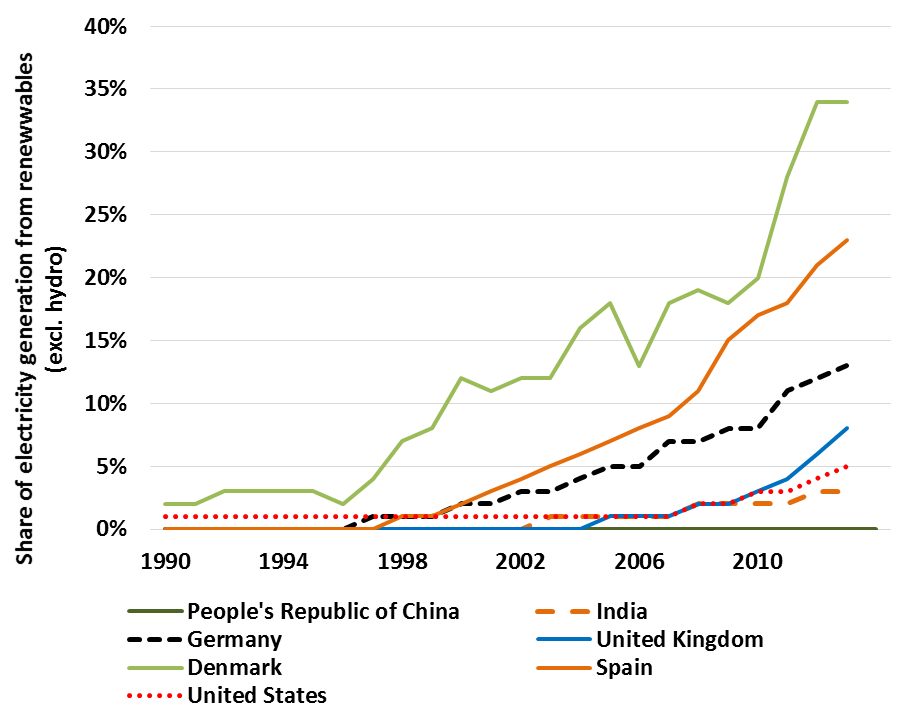 Share of electricity generation from renewwables
(excl. hydro)
40%
35%
30%
25%
20%
15%
10%
5%
0%
1990 1994 1998 2002 2006 2010
People's Republic of China India
Germany United Kingdom
Denmark Spain
United States